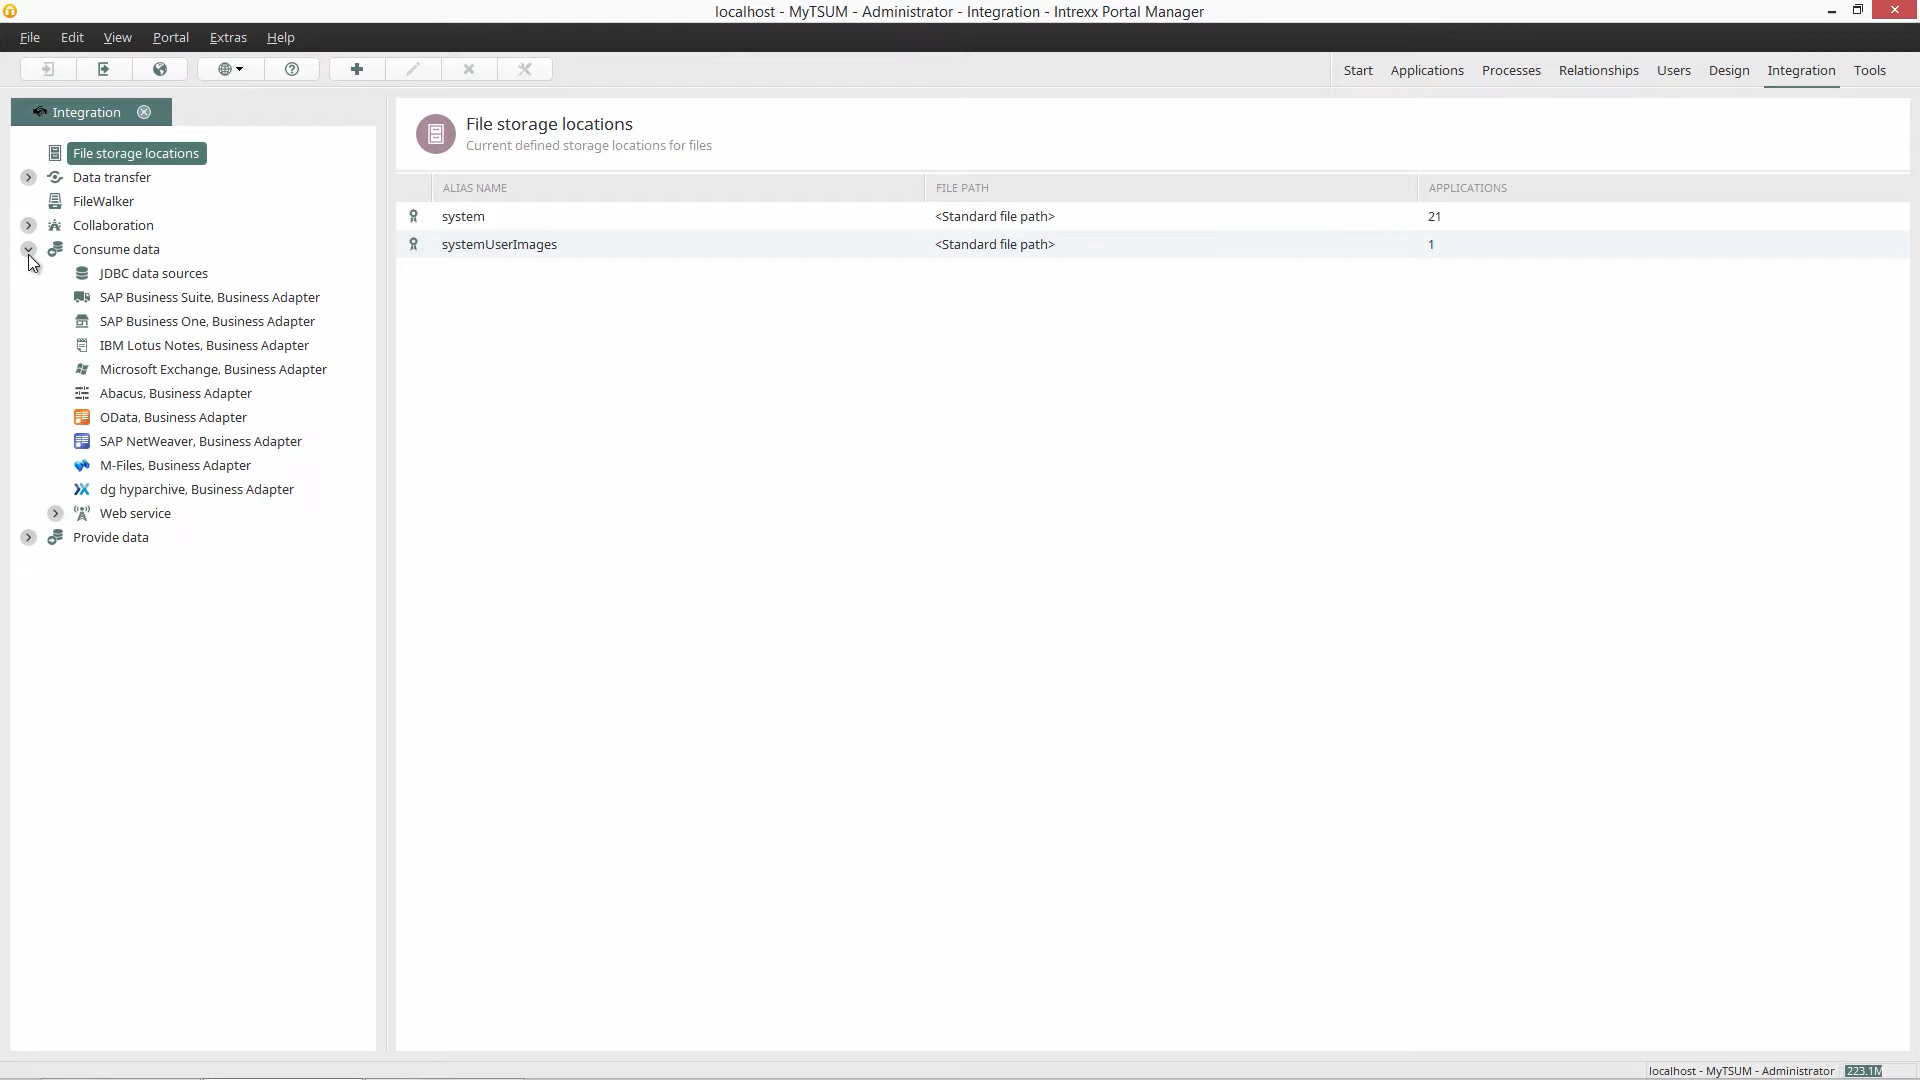 localhost - MyTSUM - Administrator - Integration - Intrexx Portal Manager
File Edit View Portal Extras Help
Start Applications Processes Relationships Users Design Integration Tools
Integration
File storage locations
Data transfer
FileWalker
Collaboration
Consume data
JDBC data sources
SAP Business Suite, Business Adapter
SAP Business One, Business Adapter
IBM Lotus Notes, Business Adapter
Microsoft Exchange, Business Adapter
Abacus, Business Adapter
OData, Business Adapter
SAP NetWeaver, Business Adapter
M-Files, Business Adapter
dg hyparchive, Business Adapter
Web service
Provide data
File storage locations
Current defined storage locations for files
ALIAS NAME FILE PATH APPLICATIONS
system <Standard file path> 21
systemUserImages <Standard file path> 1
localhost - MyTSUM - Administrator 223.1M